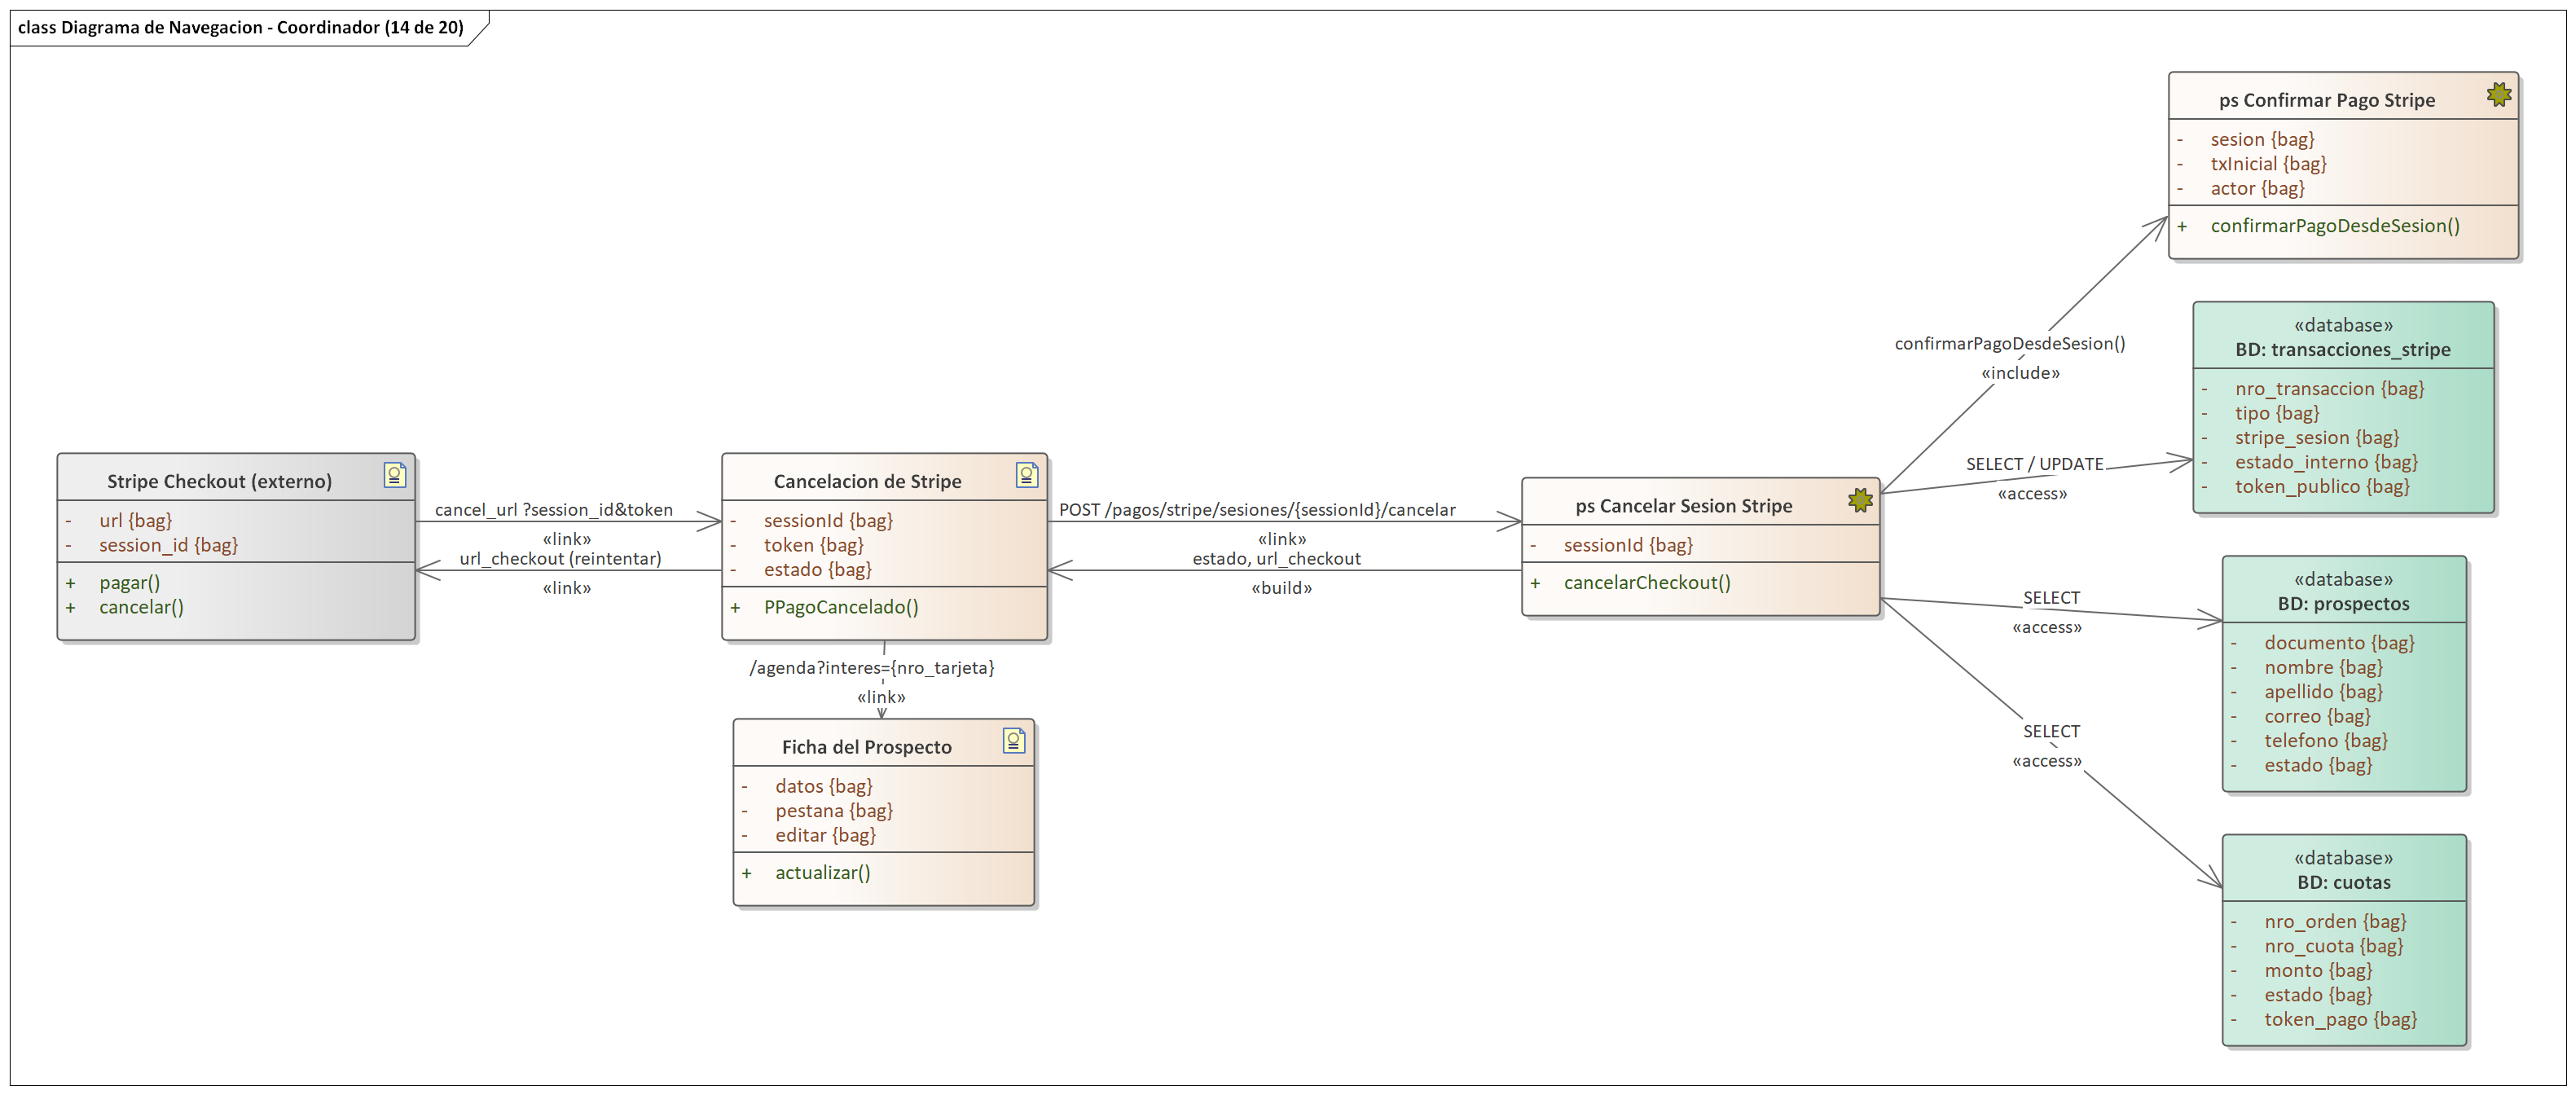 class Diagrama de Navegacion - Coordinador (14 de 20)
Stripe Checkout (externo)
- url {bag}
- session_id {bag}
+ pagar()
+ cancelar()
cancel_url ?session_id&token
«link»
url_checkout (reintentar)
«link»
Cancelacion de Stripe
- sessionId {bag}
- token {bag}
- estado {bag}
+ PPagoCancelado()
/agenda?interes={nro_tarjeta}
«link»
Ficha del Prospecto
- datos {bag}
- pestana {bag}
- editar {bag}
+ actualizar()
POST /pagos/stripe/sesiones/{sessionId}/cancelar
«link»
estado, url_checkout
«build»
ps Cancelar Sesion Stripe
- sessionId {bag}
+ cancelarCheckout()
confirmarPagoDesdeSesion()
«include»
SELECT / UPDATE
«access»
SELECT
«access»
SELECT
«access»
ps Confirmar Pago Stripe
- sesion {bag}
- txInicial {bag}
- actor {bag}
+ confirmarPagoDesdeSesion()
«database»
BD: transacciones_stripe
- nro_transaccion {bag}
- tipo {bag}
- stripe_sesion {bag}
- estado_interno {bag}
- token_publico {bag}
«database»
BD: prospectos
- documento {bag}
- nombre {bag}
- apellido {bag}
- correo {bag}
- telefono {bag}
- estado {bag}
«database»
BD: cuotas
- nro_orden {bag}
- nro_cuota {bag}
- monto {bag}
- estado {bag}
- token_pago {bag}